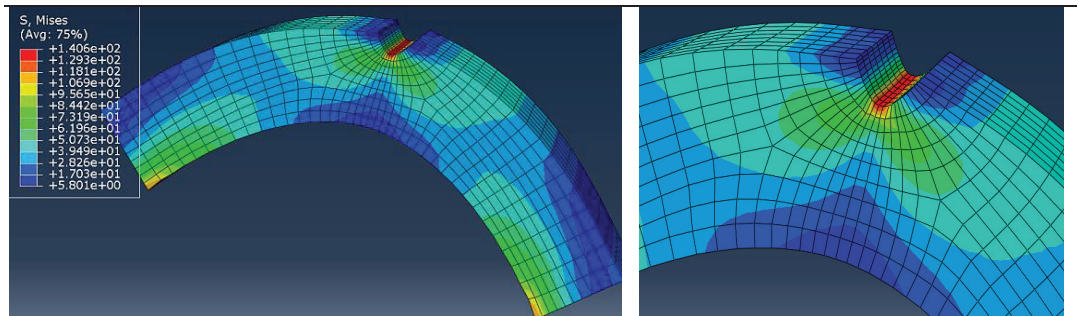 S, Mises
(Avg: 75%)
+1.406e+02
+1.293e+02
+1.181e+02
+1.069e+02
+9.565e+01
+8.442e+01
+7.319e+01
+6.196e+01
+5.073e+01
+3.949e+01
+2.826e+01
+1.703e+01
+5.801e+00